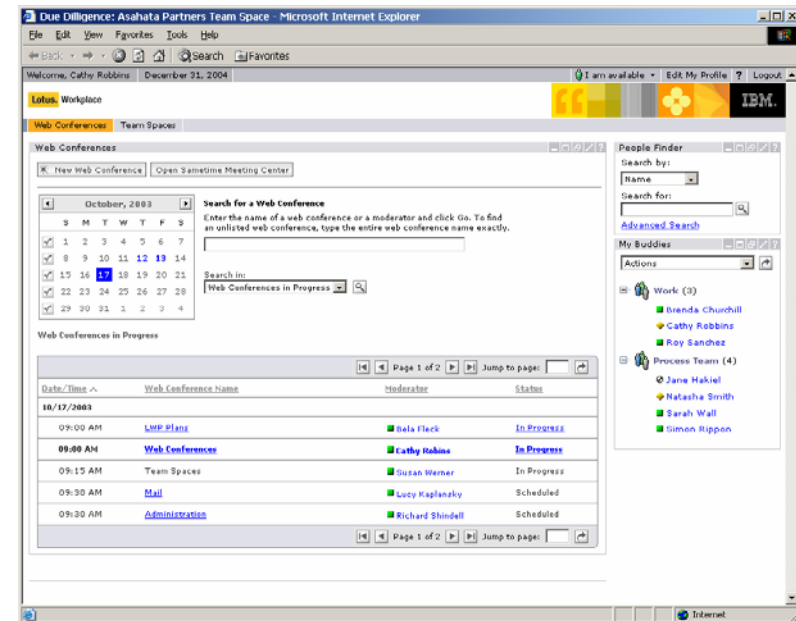 Due Dilligence: Asahata Partners Team Space - Microsoft Internet Explorer
File Edit View Favorites Tools Help
Back Search Favorites
Welcome, Cathy Robbins December 31, 2004 I am available Edit My Profile ? Logout
Lotus. Workplace IBM.
Web Conferences Team Spaces
Web Conferences
New Web Conference Open Sametime Meeting Center
October, 2003
S M T W T F S
1 2 3 4 5 6 7
8 9 10 11 12 13 14
15 16 17 18 19 20 21
22 23 24 25 26 27 28
29 30 31 1 2 3 4
Search for a Web Conference
Enter the name of a web conference or a moderator and click Go. To find
an unlisted web conference, type the entire web conference name exactly.
Search in:
Web Conferences in Progress
Web Conferences in Progress
Page 1 of 2 Jump to page:
Date/Time Web Conference Name Moderator Status
10/17/2003
09:00 AM LWP Plans Bela Fleck In Progress
09:00 AM Web Conferences Cathy Robins In Progress
09:15 AM Team Spaces Susan Werner In Progress
09:30 AM Mail Lucy Kaplanzky Scheduled
09:30 AM Administration Richard Shindell Scheduled
Page 1 of 2 Jump to page:
People Finder
Search by:
Name
Search for:
Advanced Search
My Buddies
Actions
Work (3)
Brenda Churchill
Cathy Robbins
Roy Sanchez
Process Team (4)
Jane Hakiel
Natasha Smith
Sarah Wall
Simon Rippon
Internet